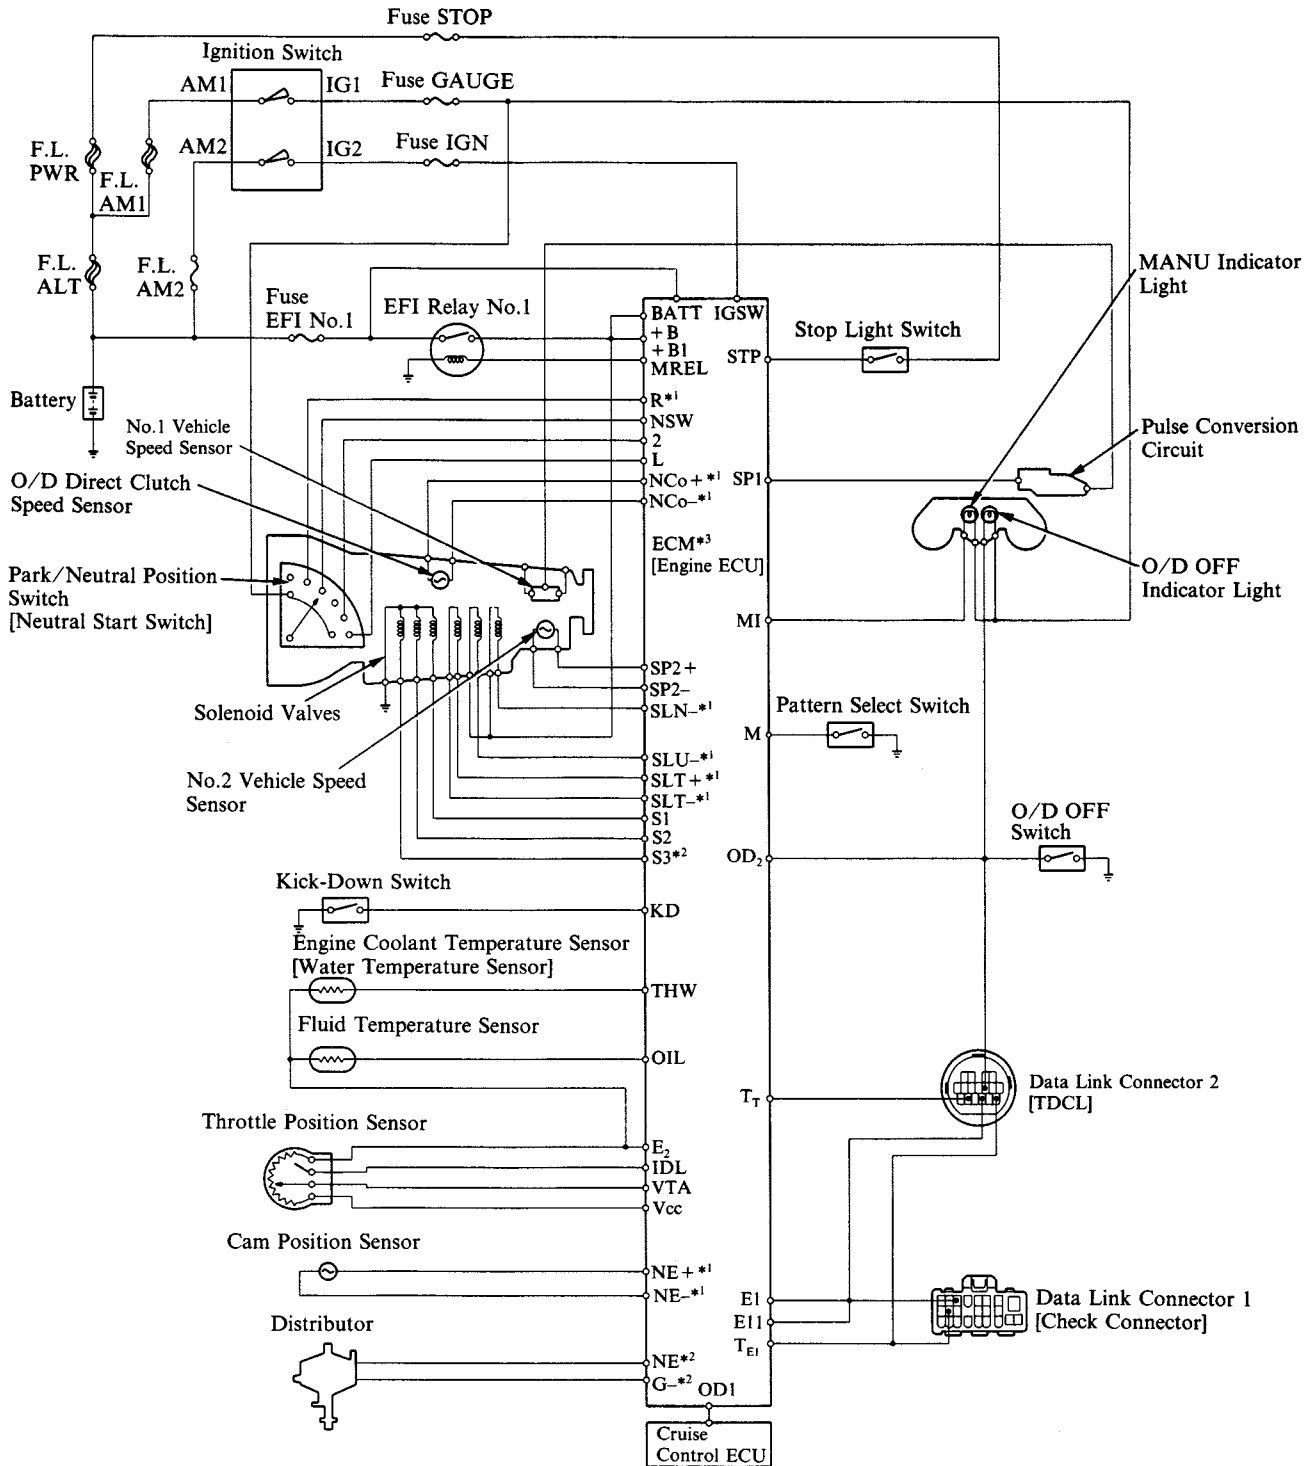 Fuse STOP
Ignition Switch
AM1
IG1
Fuse GAUGE
AM2
IG2
Fuse IGN
F.L.
PWR
F.L.
AM1
F.L.
ALT
F.L.
AM2
Fuse
EFI No.1
EFI Relay No.1
MANU Indicator
Light
BATT
IGSW
+B
+B1
MREL
STP
Stop Light Switch
Battery
No.1 Vehicle
Speed Sensor
O/D Direct Clutch
Speed Sensor
R*1
NSW
2
L
NCo+*1
NCo-*1
SP1
Pulse Conversion
Circuit
ECM*3
[Engine ECU]
Park/Neutral Position
Switch
[Neutral Start Switch]
O/D OFF
Indicator Light
MI
SP2+
SP2-
SLN-*1
Solenoid Valves
Pattern Select Switch
M
No.2 Vehicle Speed
Sensor
SLU-*1
SLT+*1
SLT-*1
S1
S2
S3*2
O/D OFF
Switch
OD2
Kick-Down Switch
KD
Engine Coolant Temperature Sensor
[Water Temperature Sensor]
THW
Fluid Temperature Sensor
OIL
TT
Data Link Connector 2
[TDCL]
Throttle Position Sensor
E2
IDL
VTA
Vcc
Cam Position Sensor
NE+*1
NE-*1
E1
E11
TE1
Data Link Connector 1
[Check Connector]
Distributor
NE*2
G-*2
OD1
Cruise
Control ECU